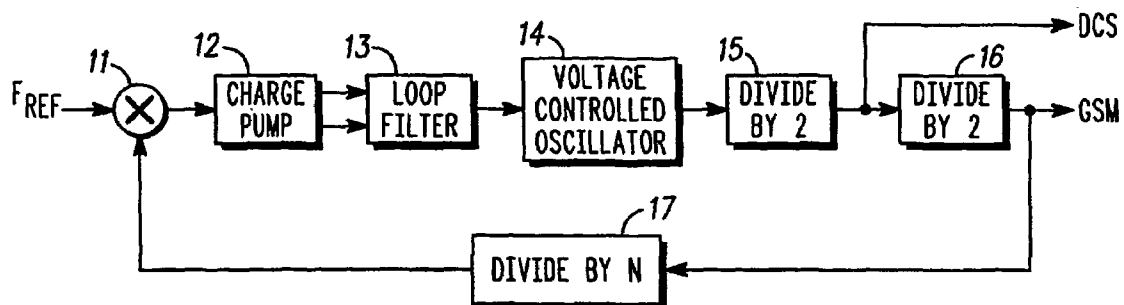 F REF
11
12
CHARGE
PUMP
13
LOOP
FILTER
14
VOLTAGE
CONTROLLED
OSCILLATOR
15
DIVIDE
BY 2
16
DIVIDE
BY 2
DCS
GSM
17
DIVIDE BY N